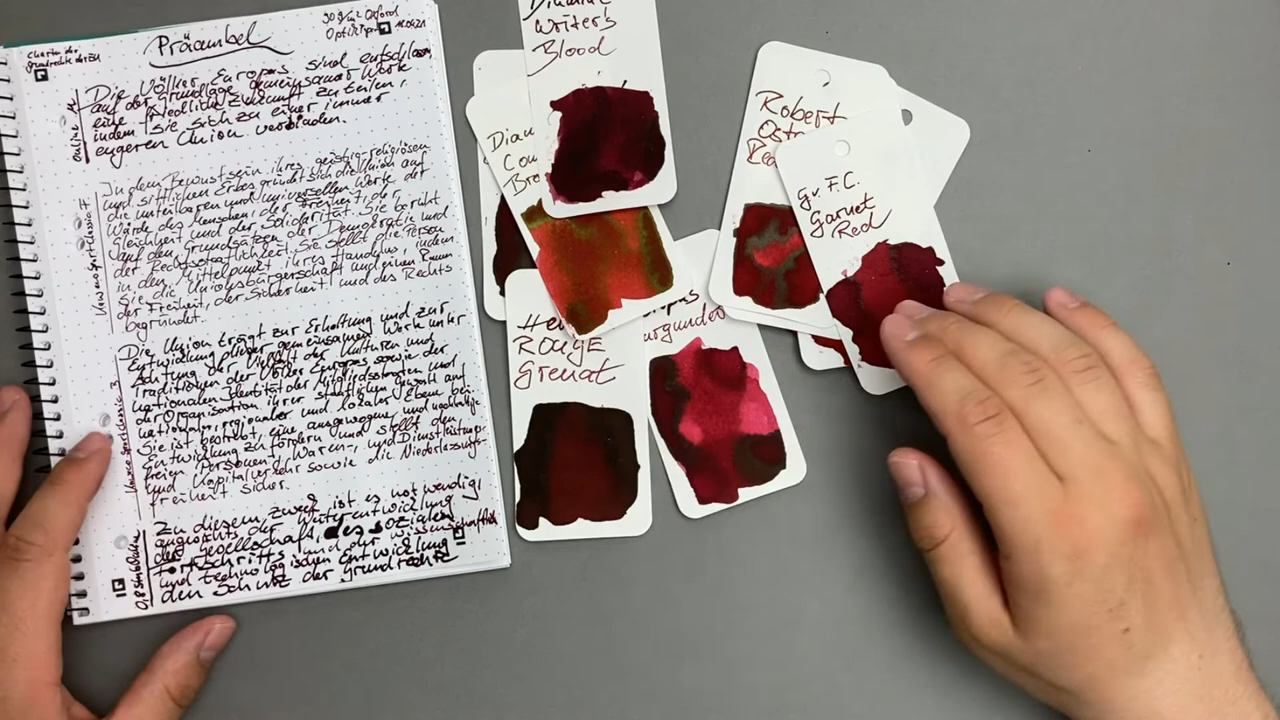 Präambel
90 g/m² Oxford
Optik Paper
Charta der
Grundrechte der EU
Die Völker Europas sind entschlossen
auf der Grundlage gemeinsamer Werte
eine friedliche Zukunft zu teilen,
indem sie sich zu einer immer
engeren Union verbinden.
In dem Bewusstsein ihres geistig-religiösen
und sittlichen Erbes gründet sich die Union auf
die unteilbaren und universellen Werte der
Würde des Menschen, der Freiheit, der
Gleichheit und der Solidarität. Sie beruht
auf den Grundsätzen der Demokratie und
der Rechtsstaatlichkeit. Sie stellt die Person
in den Mittelpunkt ihres Handelns, indem
sie die Unionsbürgerschaft und einen Raum
der Freiheit, der Sicherheit und des Rechts
begründet.
Die Union trägt zur Erhaltung und zur
Entwicklung dieser gemeinsamen Werte unter
Achtung der Vielfalt der Kulturen und
Traditionen der Völker Europas sowie der
nationalen Identität der Mitgliedsstaaten und
der Organisation ihrer staatlichen Gewalt auf
nationaler, regionaler und lokaler Ebene bei.
Sie ist bestrebt eine ausgewogene und nachhaltige
Entwicklung zu fördern und stellt den
freien Personen-, Waren-, und Dienstleistungs-
und Kapitalverkehr sowie die Niederlassungs-
freiheit sicher.
Zu diesem Zweck ist es notwendig,
angesichts der Weiterentwicklung
der Gesellschaft, des sozialen
Fortschritts und der wissenschaftlichen
und technologischen Entwicklung
den Schutz der Grundrechte
Diamine
Writer's
Blood
Diam
Com
Bro
Robert
Oste
Red
G.v.F.C.
Garnet
Red
He
ROUGE
Grenat
urgunder